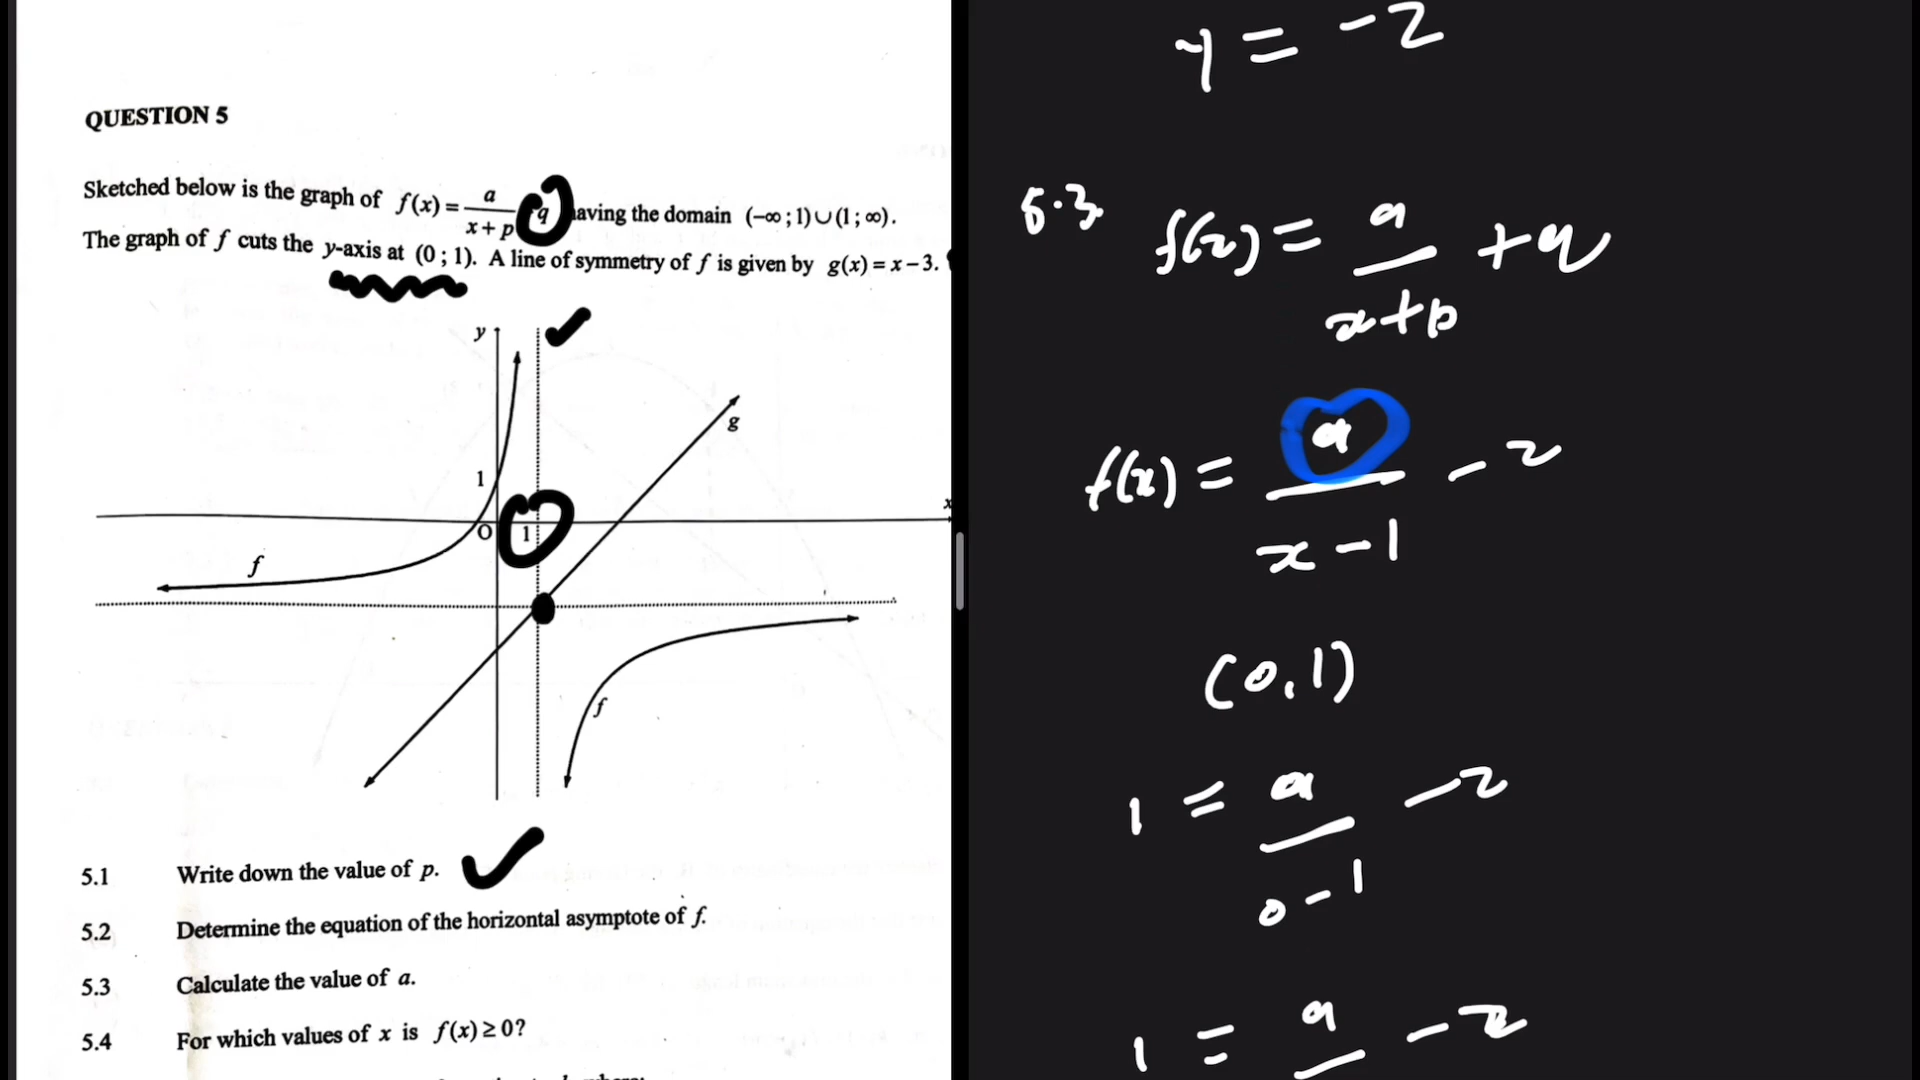 QUESTION 5
Sketched below is the graph of f(x) = a/(x + p) + q having the domain (−∞ ; 1) ∪ (1 ; ∞).
The graph of f cuts the y-axis at (0 ; 1). A line of symmetry of f is given by g(x) = x − 3.
y
g
1
x
O
1
f
f
5.1 Write down the value of p.
5.2 Determine the equation of the horizontal asymptote of f.
5.3 Calculate the value of a.
5.4 For which values of x is f(x) ≥ 0?
y = -2
5.3 f(x) = a/(x+p) + q
f(x) = a/(x-1) - 2
(0,1)
1 = a/(0-1) - 2
1 = a/ - 2